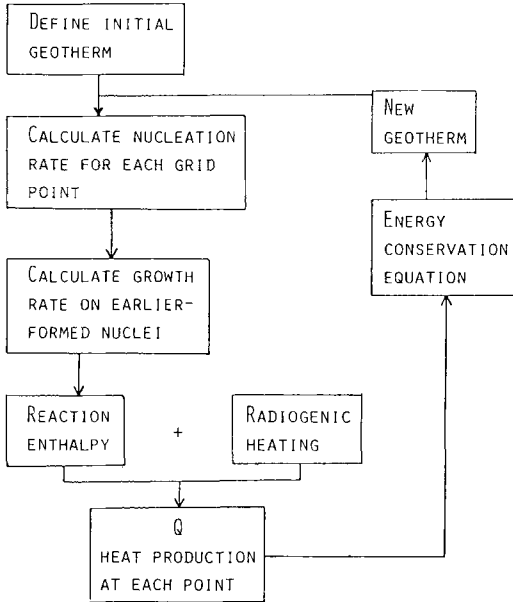 DEFINE INITIAL
GEOTHERM
CALCULATE NUCLEATION
RATE FOR EACH GRID
POINT
CALCULATE GROWTH
RATE ON EARLIER-
FORMED NUCLEI
REACTION
ENTHALPY
+
RADIOGENIC
HEATING
Q
HEAT PRODUCTION
AT EACH POINT
ENERGY
CONSERVATION
EQUATION
NEW
GEOTHERM